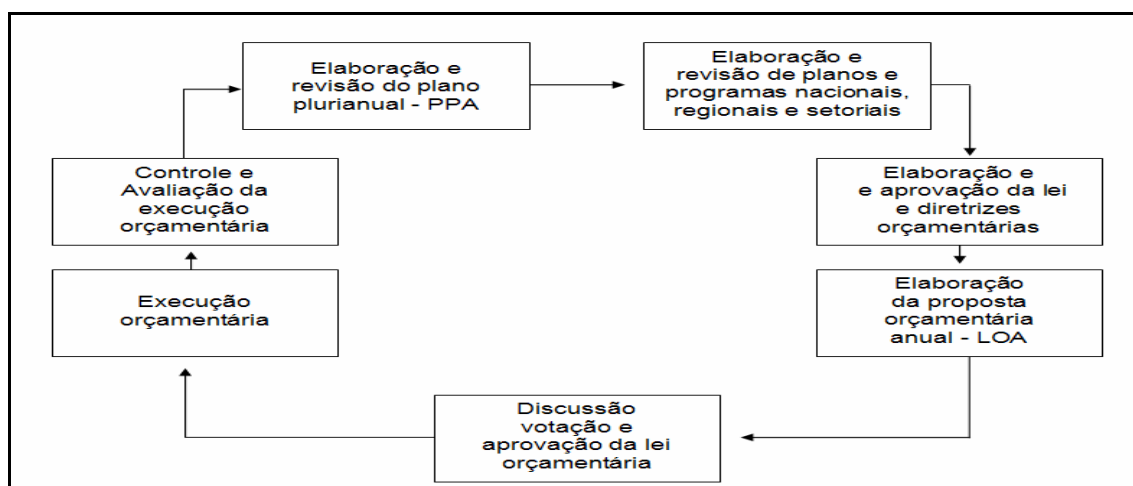 Elaboração e
revisão do plano
plurianual - PPA
Elaboração e
revisão de planos e
programas nacionais,
regionais e setoriais
Elaboração e
e aprovação da lei
e diretrizes
orçamentárias
Elaboração
da proposta
orçamentária
anual - LOA
Discussão
votação e
aprovação da lei
orçamentária
Execução
orçamentária
Controle e
Avaliação da
execução
orçamentária